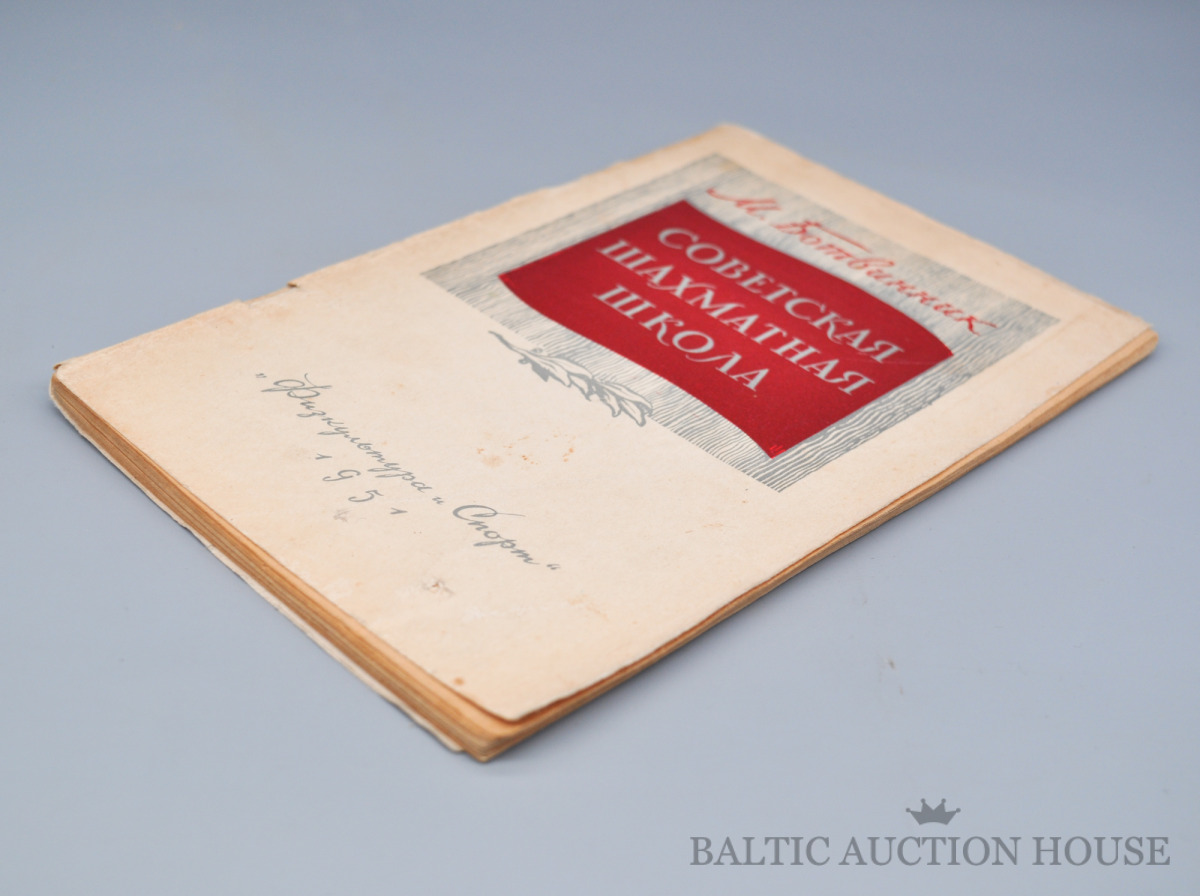 М. Ботвинник
СОВЕТСКАЯ
ШАХМАТНАЯ
ШКОЛА
"Физкультура и Спорт"
1951
BALTIC AUCTION HOUSE